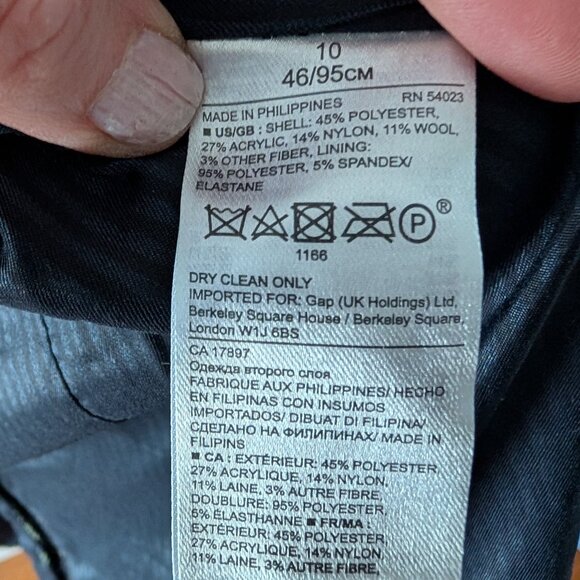 10
46/95CM
MADE IN PHILIPPINES RN 54023
■ US/GB : SHELL: 45% POLYESTER,
27% ACRYLIC, 14% NYLON, 11% WOOL,
3% OTHER FIBER, LINING:
95% POLYESTER, 5% SPANDEX/
ELASTANE
P ®
1166
DRY CLEAN ONLY
IMPORTED FOR: Gap (UK Holdings) Ltd,
Berkeley Square House / Berkeley Square,
London W1J 6BS
CA 17897
Одежда второго слоя
FABRIQUE AUX PHILIPPINES/ HECHO
EN FILIPINAS CON INSUMOS
IMPORTADOS/ DIBUAT DI FILIPINA/
СДЕЛАНО НА ФИЛИПИНАХ/ MADE IN
FILIPINS
■ CA : EXTÉRIEUR: 45% POLYESTER,
27% ACRYLIQUE, 14% NYLON,
11% LAINE, 3% AUTRE FIBRE,
DOUBLURE: 95% POLYESTER,
5% ÉLASTHANNE ■ FR/MA :
EXTÉRIEUR: 45% POLYESTER,
27% ACRYLIQUE, 14% NYLON,
11% LAINE, 3% AUTRE FIBRE,